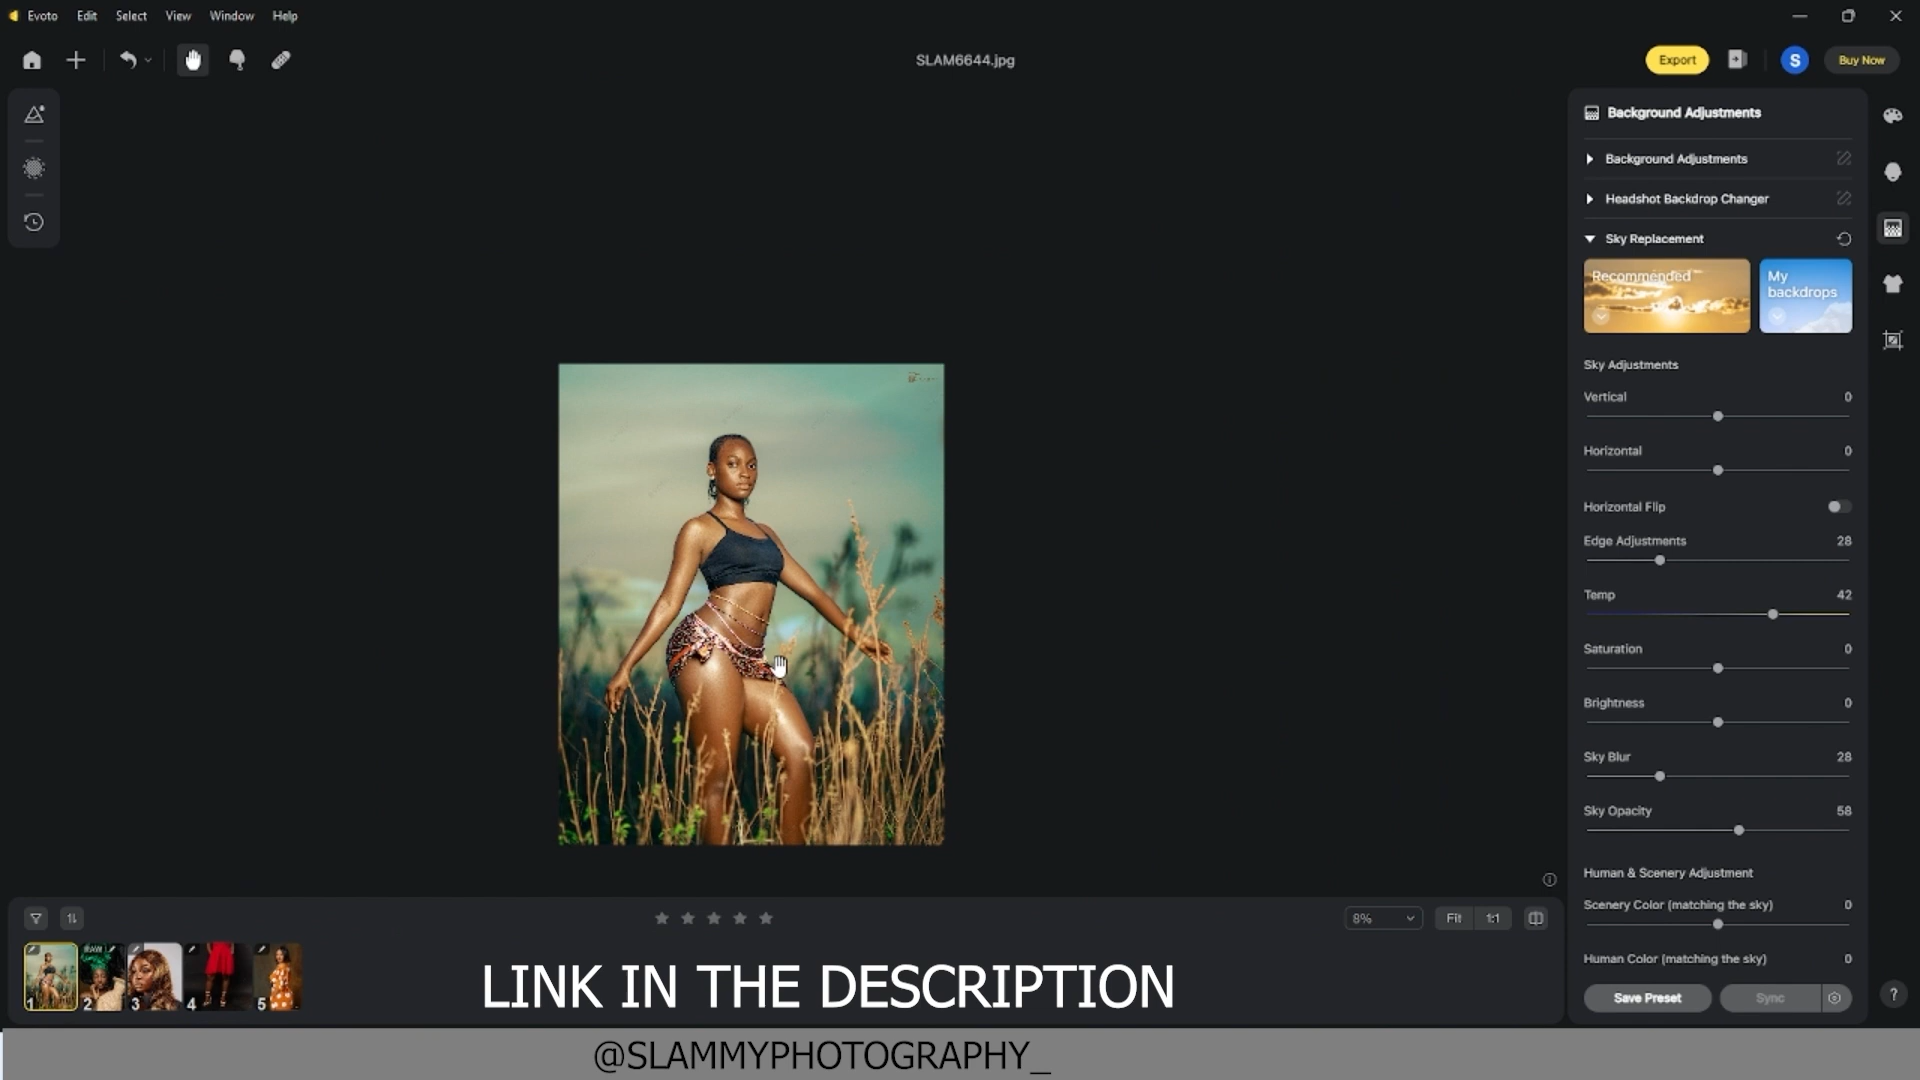 Evoto Edit Select View Window Help
SLAM6644.jpg
Export
S
Buy Now
Background Adjustments
Background Adjustments
Headshot Backdrop Changer
Sky Replacement
Recommended
My backdrops
Sky Adjustments
Vertical 0
Horizontal 0
Horizontal Flip
Edge Adjustments 28
Temp 42
Saturation 0
Brightness 0
Sky Blur 28
Sky Opacity 58
Human & Scenery Adjustment
Scenery Color (matching the sky) 0
Human Color (matching the sky) 0
Save Preset Sync
?
8% Fit 1:1
RAW
1 2 3 4 5
LINK IN THE DESCRIPTION
@SLAMMYPHOTOGRAPHY_